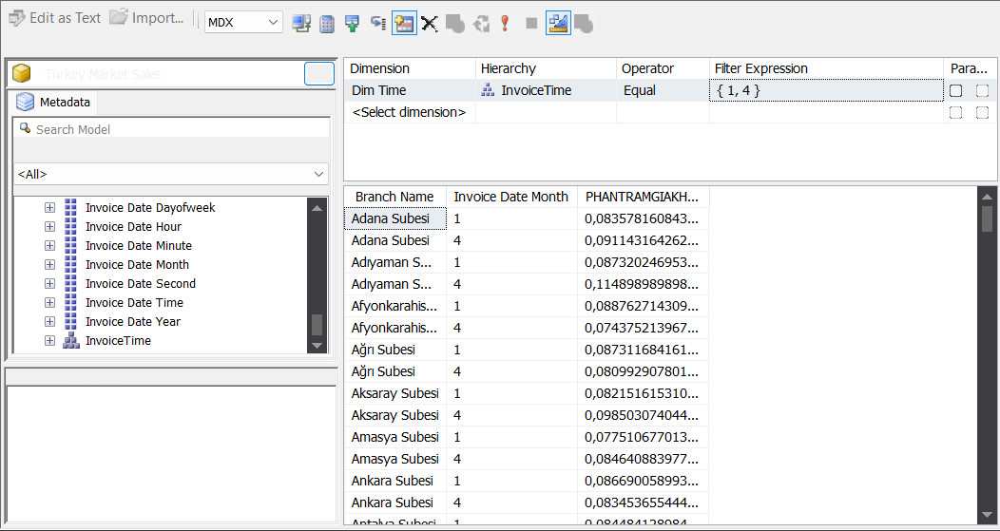 Edit as Text Import... MDX
Turkey Market Sales
Metadata
Search Model
<All>
Invoice Date Dayofweek
Invoice Date Hour
Invoice Date Minute
Invoice Date Month
Invoice Date Second
Invoice Date Time
Invoice Date Year
InvoiceTime
Dimension Hierarchy Operator Filter Expression Para...
Dim Time InvoiceTime Equal { 1, 4 }
<Select dimension>
Branch Name Invoice Date Month PHANTRAMGIAKH...
Adana Subesi 1 0,083578160843...
Adana Subesi 4 0,091143164262...
Adıyaman S... 1 0,087320246953...
Adıyaman S... 4 0,114898989898...
Afyonkarahis... 1 0,088762714309...
Afyonkarahis... 4 0,074375213967...
Ağrı Subesi 1 0,087311684161...
Ağrı Subesi 4 0,080992907801...
Aksaray Subesi 1 0,082151615310...
Aksaray Subesi 4 0,098503074044...
Amasya Subesi 1 0,077510677013...
Amasya Subesi 4 0,084640883977...
Ankara Subesi 1 0,086690058993...
Ankara Subesi 4 0,083453655444...
Antalya Subesi 1 0,084484128984...